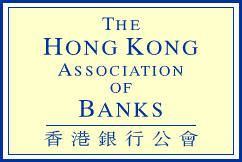 THE
HONG KONG
ASSOCIATION
OF
BANKS
香港銀行公會